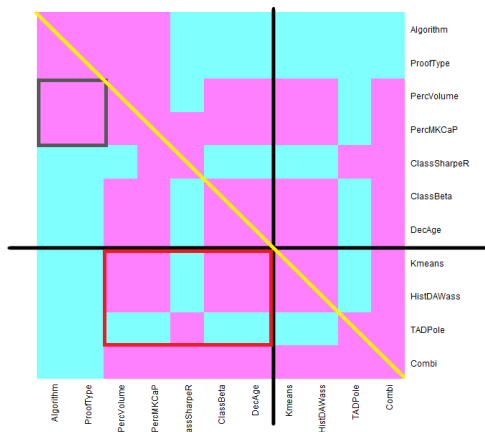 Algorithm
ProofType
PercVolume
PercMKCaP
ClassSharpeR
ClassBeta
DecAge
Kmeans
HistDAWass
TADPole
Combi
Algorithm
ProofType
PercVolume
PercMKCaP
lassSharpeR
ClassBeta
DecAge
Kmeans
HistDAWass
TADPole
Combi